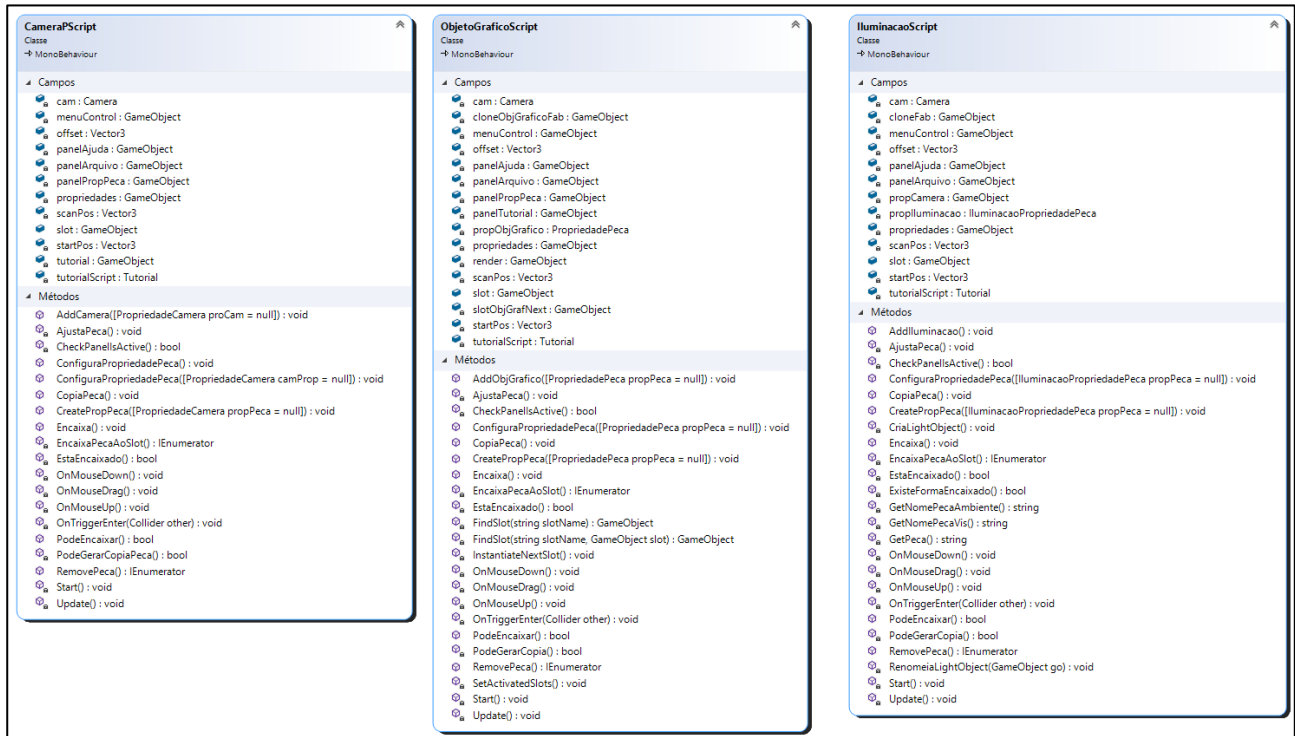 CameraPScript
Classe
MonoBehaviour
Campos
cam : Camera
menuControl : GameObject
offset : Vector3
panelAjuda : GameObject
panelArquivo : GameObject
panelPropPeca : GameObject
propriedades : GameObject
scanPos : Vector3
slot : GameObject
startPos : Vector3
tutorial : GameObject
tutorialScript : Tutorial
Métodos
AddCamera([PropriedadeCamera proCam = null]) : void
AjustaPeca() : void
CheckPanelIsActive() : bool
ConfiguraPropriedadePeca() : void
ConfiguraPropriedadePeca([PropriedadeCamera camProp = null]) : void
CopiaPeca() : void
CreatePropPeca([PropriedadeCamera propPeca = null]) : void
Encaixa() : void
EncaixaPecaAoSlot() : IEnumerator
EstaEncaixado() : bool
OnMouseDown() : void
OnMouseDrag() : void
OnMouseUp() : void
OnTriggerEnter(Collider other) : void
PodeEncaixar() : bool
PodeGerarCopiaPeca() : bool
RemovePeca() : IEnumerator
Start() : void
Update() : void
ObjetoGraficoScript
Classe
MonoBehaviour
Campos
cam : Camera
cloneObjGraficoFab : GameObject
menuControl : GameObject
offset : Vector3
panelAjuda : GameObject
panelArquivo : GameObject
panelPropPeca : GameObject
panelTutorial : GameObject
propObjGrafico : PropriedadePeca
propriedades : GameObject
render : GameObject
scanPos : Vector3
slot : GameObject
slotObjGrafNext : GameObject
startPos : Vector3
tutorialScript : Tutorial
Métodos
AddObjGrafico([PropriedadePeca propPeca = null]) : void
AjustaPeca() : void
CheckPanelIsActive() : bool
ConfiguraPropriedadePeca([PropriedadePeca propPeca = null]) : void
CopiaPeca() : void
CreatePropPeca([PropriedadePeca propPeca = null]) : void
Encaixa() : void
EncaixaPecaAoSlot() : IEnumerator
EstaEncaixado() : bool
FindSlot(string slotName) : GameObject
FindSlot(string slotName, GameObject slot) : GameObject
InstantiateNextSlot() : void
OnMouseDown() : void
OnMouseDrag() : void
OnMouseUp() : void
OnTriggerEnter(Collider other) : void
PodeEncaixar() : bool
PodeGerarCopia() : bool
RemovePeca() : IEnumerator
SetActivatedSlots() : void
Start() : void
Update() : void
IluminacaoScript
Classe
MonoBehaviour
Campos
cam : Camera
cloneFab : GameObject
menuControl : GameObject
offset : Vector3
panelAjuda : GameObject
panelArquivo : GameObject
propCamera : GameObject
propIluminacao : IluminacaoPropriedadePeca
propriedades : GameObject
scanPos : Vector3
slot : GameObject
startPos : Vector3
tutorialScript : Tutorial
Métodos
AddIluminacao() : void
AjustaPeca() : void
CheckPanelIsActive() : bool
ConfiguraPropriedadePeca([IluminacaoPropriedadePeca propPeca = null]) : void
CopiaPeca() : void
CreatePropPeca([IluminacaoPropriedadePeca propPeca = null]) : void
CriaLightObject() : void
Encaixa() : void
EncaixaPecaAoSlot() : IEnumerator
EstaEncaixado() : bool
ExisteFormaEncaixado() : bool
GetNomePecaAmbiente() : string
GetNomePecaVis() : string
GetPeca() : string
OnMouseDown() : void
OnMouseDrag() : void
OnMouseUp() : void
OnTriggerEnter(Collider other) : void
PodeEncaixar() : bool
PodeGerarCopia() : bool
RemovePeca() : IEnumerator
RenomeiaLightObject(GameObject go) : void
Start() : void
Update() : void